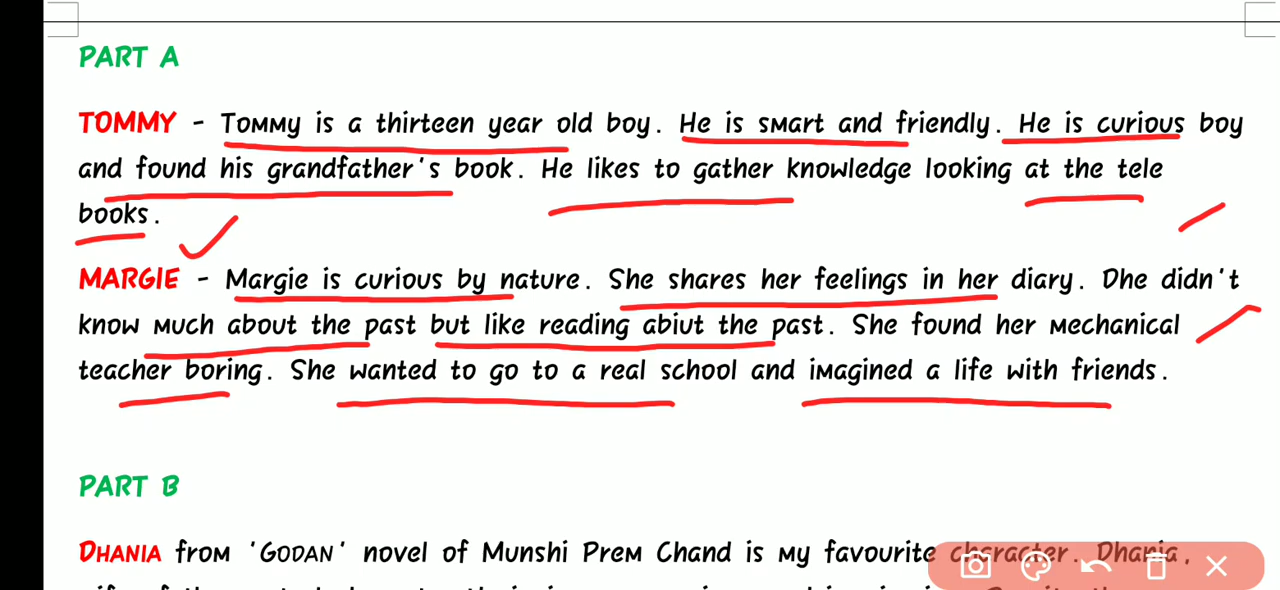 PART A
TOMMY - Tommy is a thirteen year old boy. He is smart and friendly. He is curious boy
and found his grandfather's book. He likes to gather knowledge looking at the tele
books.
MARGIE - Margie is curious by nature. She shares her feelings in her diary. Dhe didn't
know much about the past but like reading abiut the past. She found her mechanical
teacher boring. She wanted to go to a real school and imagined a life with friends.
PART B
DHANIA from 'GODAN' novel of Munshi Prem Chand is my favourite character. Dhania,